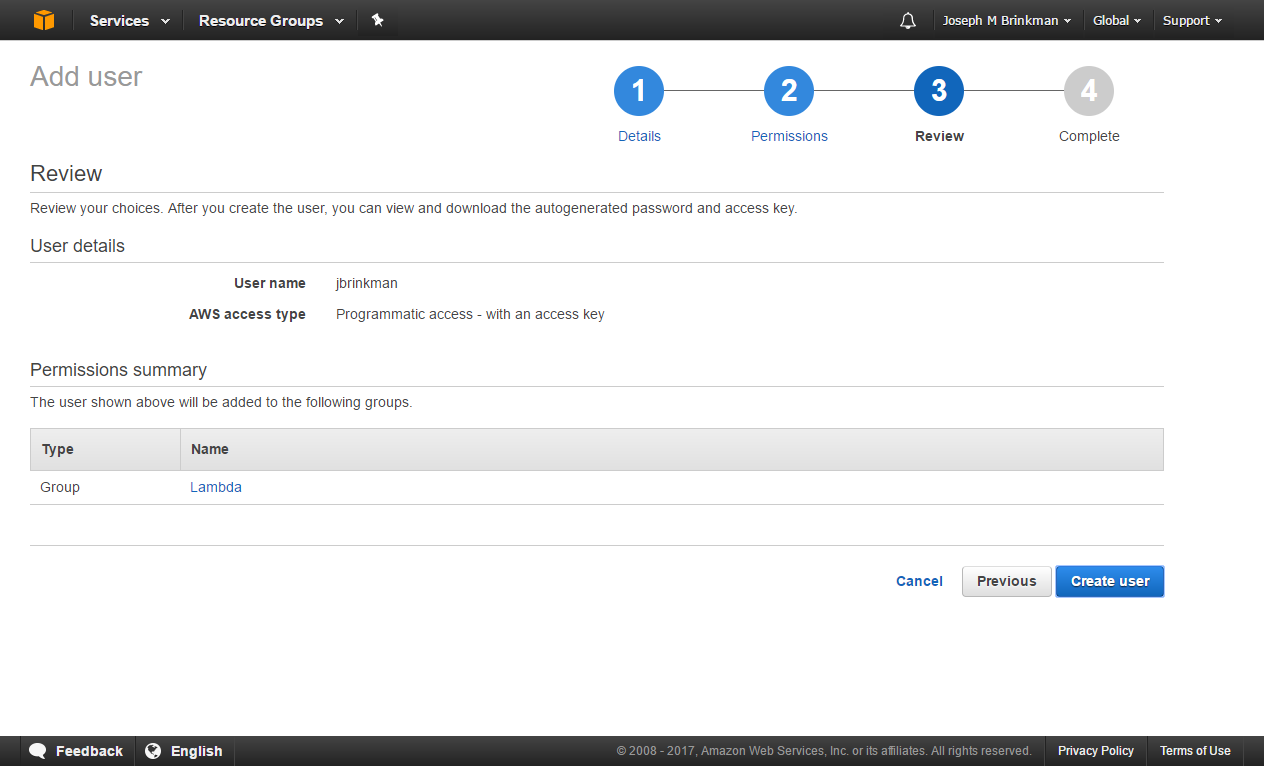 Services Resource Groups Joseph M Brinkman Global Support
Add user
1 2 3 4
Details Permissions Review Complete
Review
Review your choices. After you create the user, you can view and download the autogenerated password and access key.
User details
User name jbrinkman
AWS access type Programmatic access - with an access key
Permissions summary
The user shown above will be added to the following groups.
Type Name
Group Lambda
Cancel Previous Create user
Feedback English © 2008 - 2017, Amazon Web Services, Inc. or its affiliates. All rights reserved. Privacy Policy Terms of Use